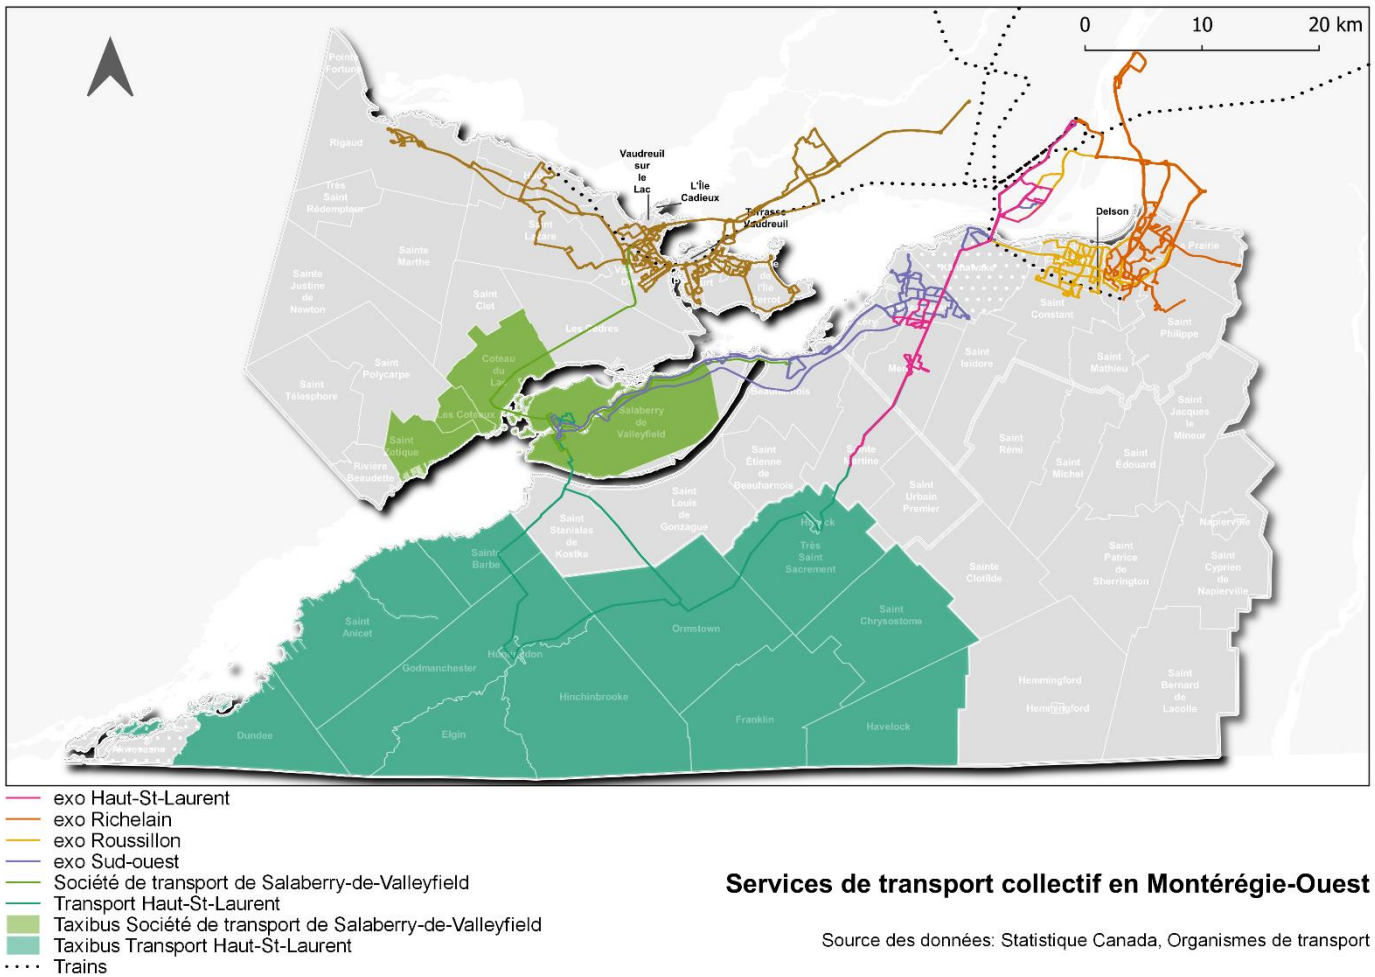 0 10 20 km
Pointe
Fortune
Rigaud
Très
Saint
Rédempteur
Vaudreuil
sur
le
Lac
L'Île
Cadieux
Terrasse
Vaudreuil
Delson
Saint
Lazare
Sainte
Marthe
Sainte
Justine
de
Newton
Saint
Clet
Les Cèdres
Saint
Polycarpe
Coteau
du
Lac
Saint
Télesphore
Les Coteaux
Saint
Zotique
Rivière
Beaudette
Salaberry
de
Valleyfield
Beauharnois
Léry
Kahnawake
Prairie
Saint
Constant
Saint
Philippe
Saint
Isidore
Saint
Mathieu
Saint
Jacques
le
Mineur
Saint
Rémi
Saint
Michel
Saint
Édouard
Sainte
Martine
Saint
Étienne
de
Beauharnois
Saint
Urbain
Premier
Saint
Louis
de
Gonzague
Saint
Stanislas
de
Kostka
Howick
Très
Saint
Sacrement
Napierville
Saint
Patrice
de
Sherrington
Saint
Cyprien
de
Napierville
Sainte
Clotilde
Sainte
Barbe
Saint
Anicet
Ormstown
Saint
Chrysostome
Godmanchester
Huntingdon
Hinchinbrooke
Hemmingford
Hemmingford
Saint
Bernard
de
Lacolle
Dundee
Elgin
Franklin
Havelock
Akwesasne
exo Haut-St-Laurent
exo Richelain
exo Roussillon
exo Sud-ouest
Société de transport de Salaberry-de-Valleyfield
Transport Haut-St-Laurent
Taxibus Société de transport de Salaberry-de-Valleyfield
Taxibus Transport Haut-St-Laurent
Trains
Services de transport collectif en Montérégie-Ouest
Source des données: Statistique Canada, Organismes de transport